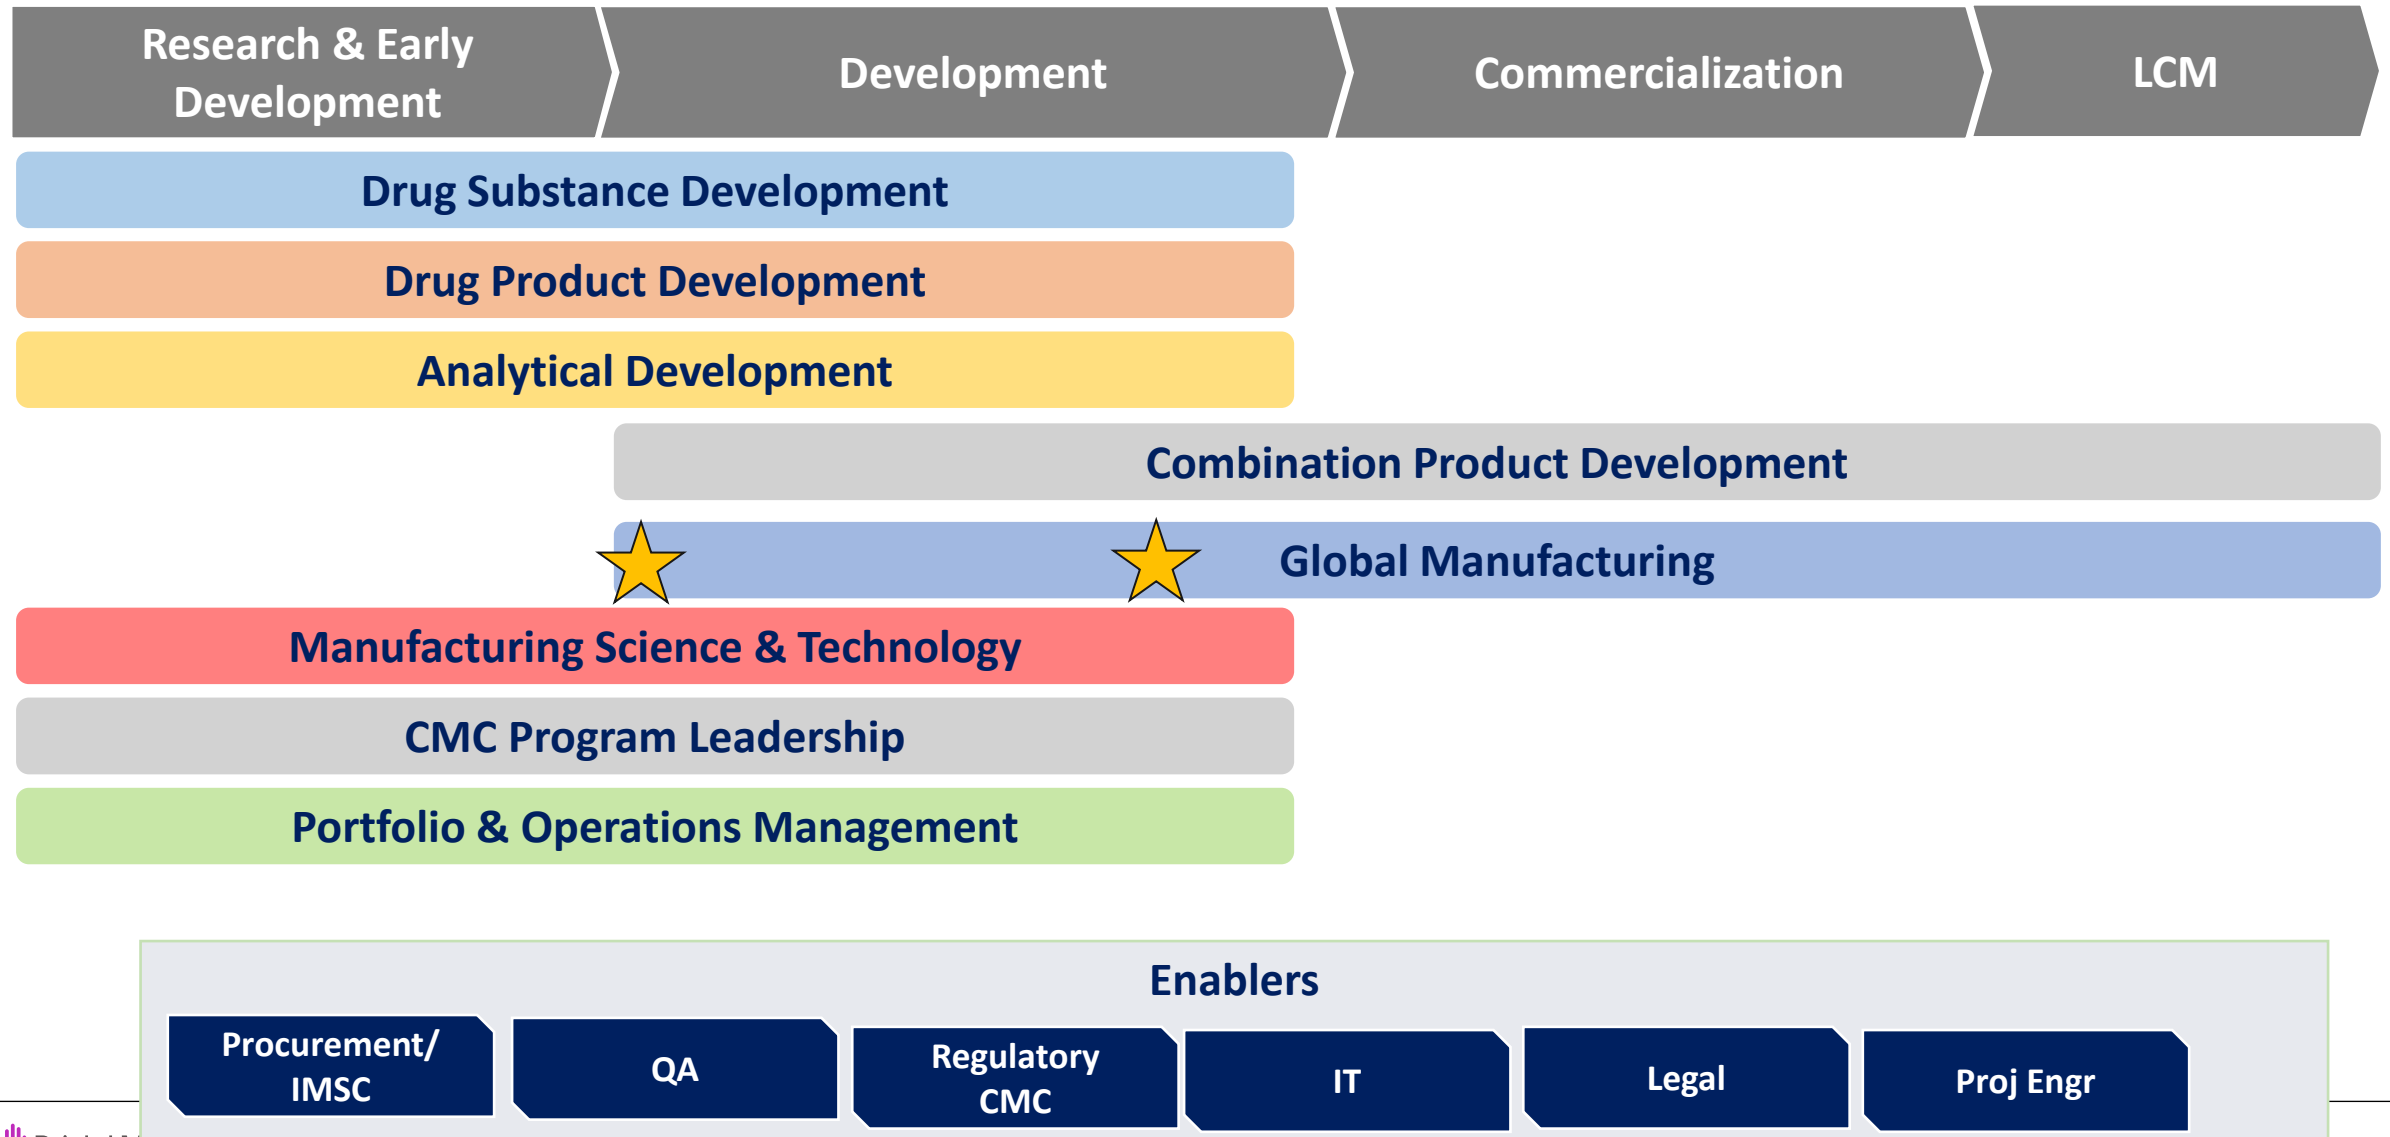 Research & Early
Development
Development
Commercialization
LCM
Drug Substance Development
Drug Product Development
Analytical Development
Combination Product Development
Global Manufacturing
Manufacturing Science & Technology
CMC Program Leadership
Portfolio & Operations Management
Enablers
Procurement/
IMSC
QA
Regulatory
CMC
IT
Legal
Proj Engr